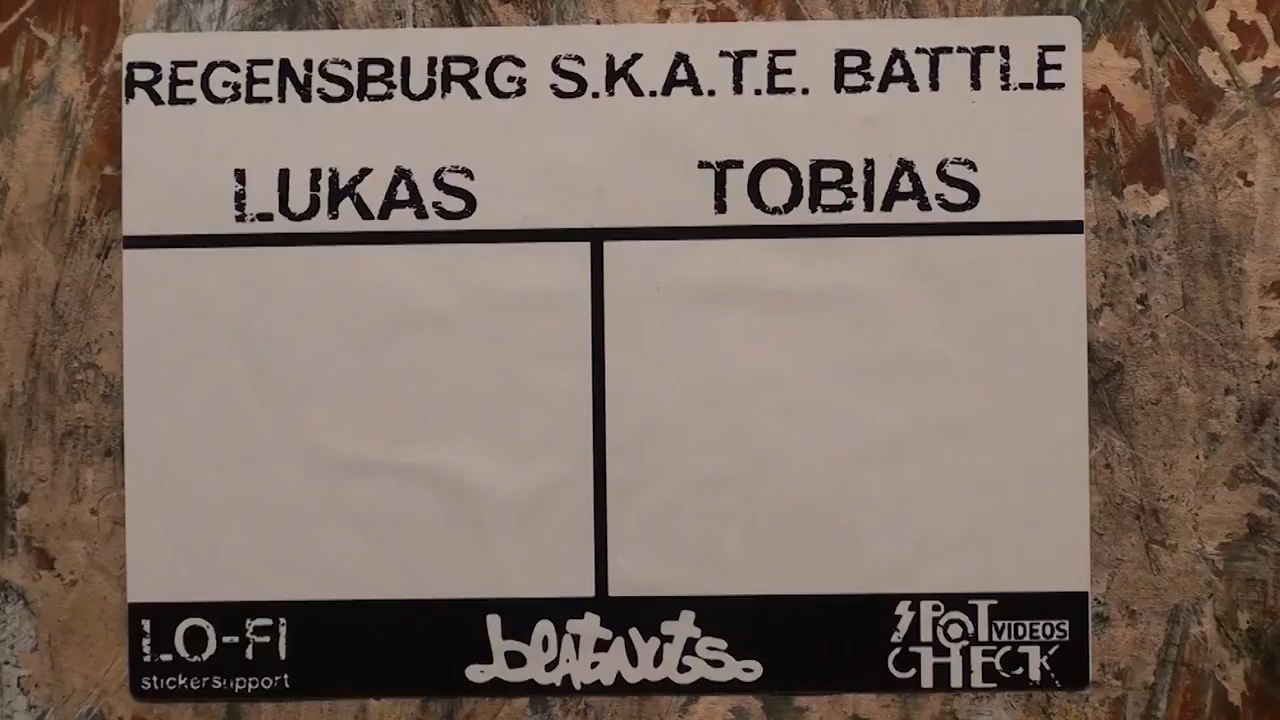 REGENSBURG S.K.A.T.E. BATTLE
LUKAS TOBIAS
LO-FI
stickersupport
beatnuts.
SPOT
VIDEOS
CHECK